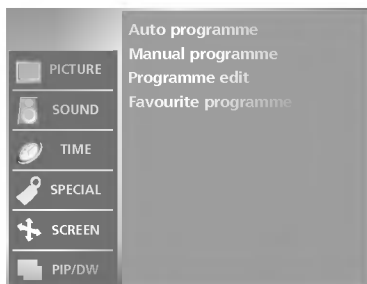 Auto programme
Manual programme
Programme edit
Favourite programme
PICTURE
SOUND
TIME
SPECIAL
SCREEN
PIP/DW